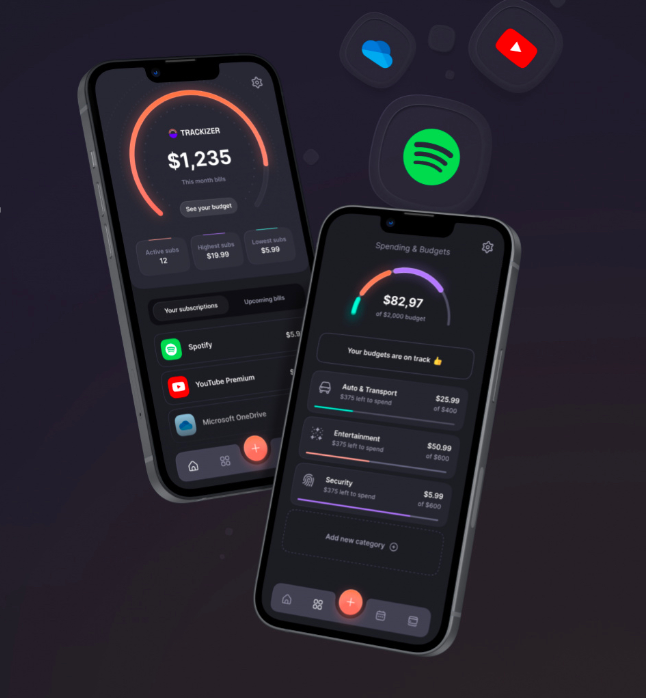 TRACKIZER
$1,235
This month bills
See your budget
Active subs
12
Highest subs
$19.99
Lowest subs
$5.99
Your subscriptions
Upcoming bills
Spotify
YouTube Premium
Microsoft OneDrive
Spending & Budgets
$82,97
of $2,000 budget
Your budgets are on track 👍
Auto & Transport
$25.99
$375 left to spend
of $400
Entertainment
$50.99
$375 left to spend
of $600
Security
$5.99
$375 left to spend
of $600
Add new category